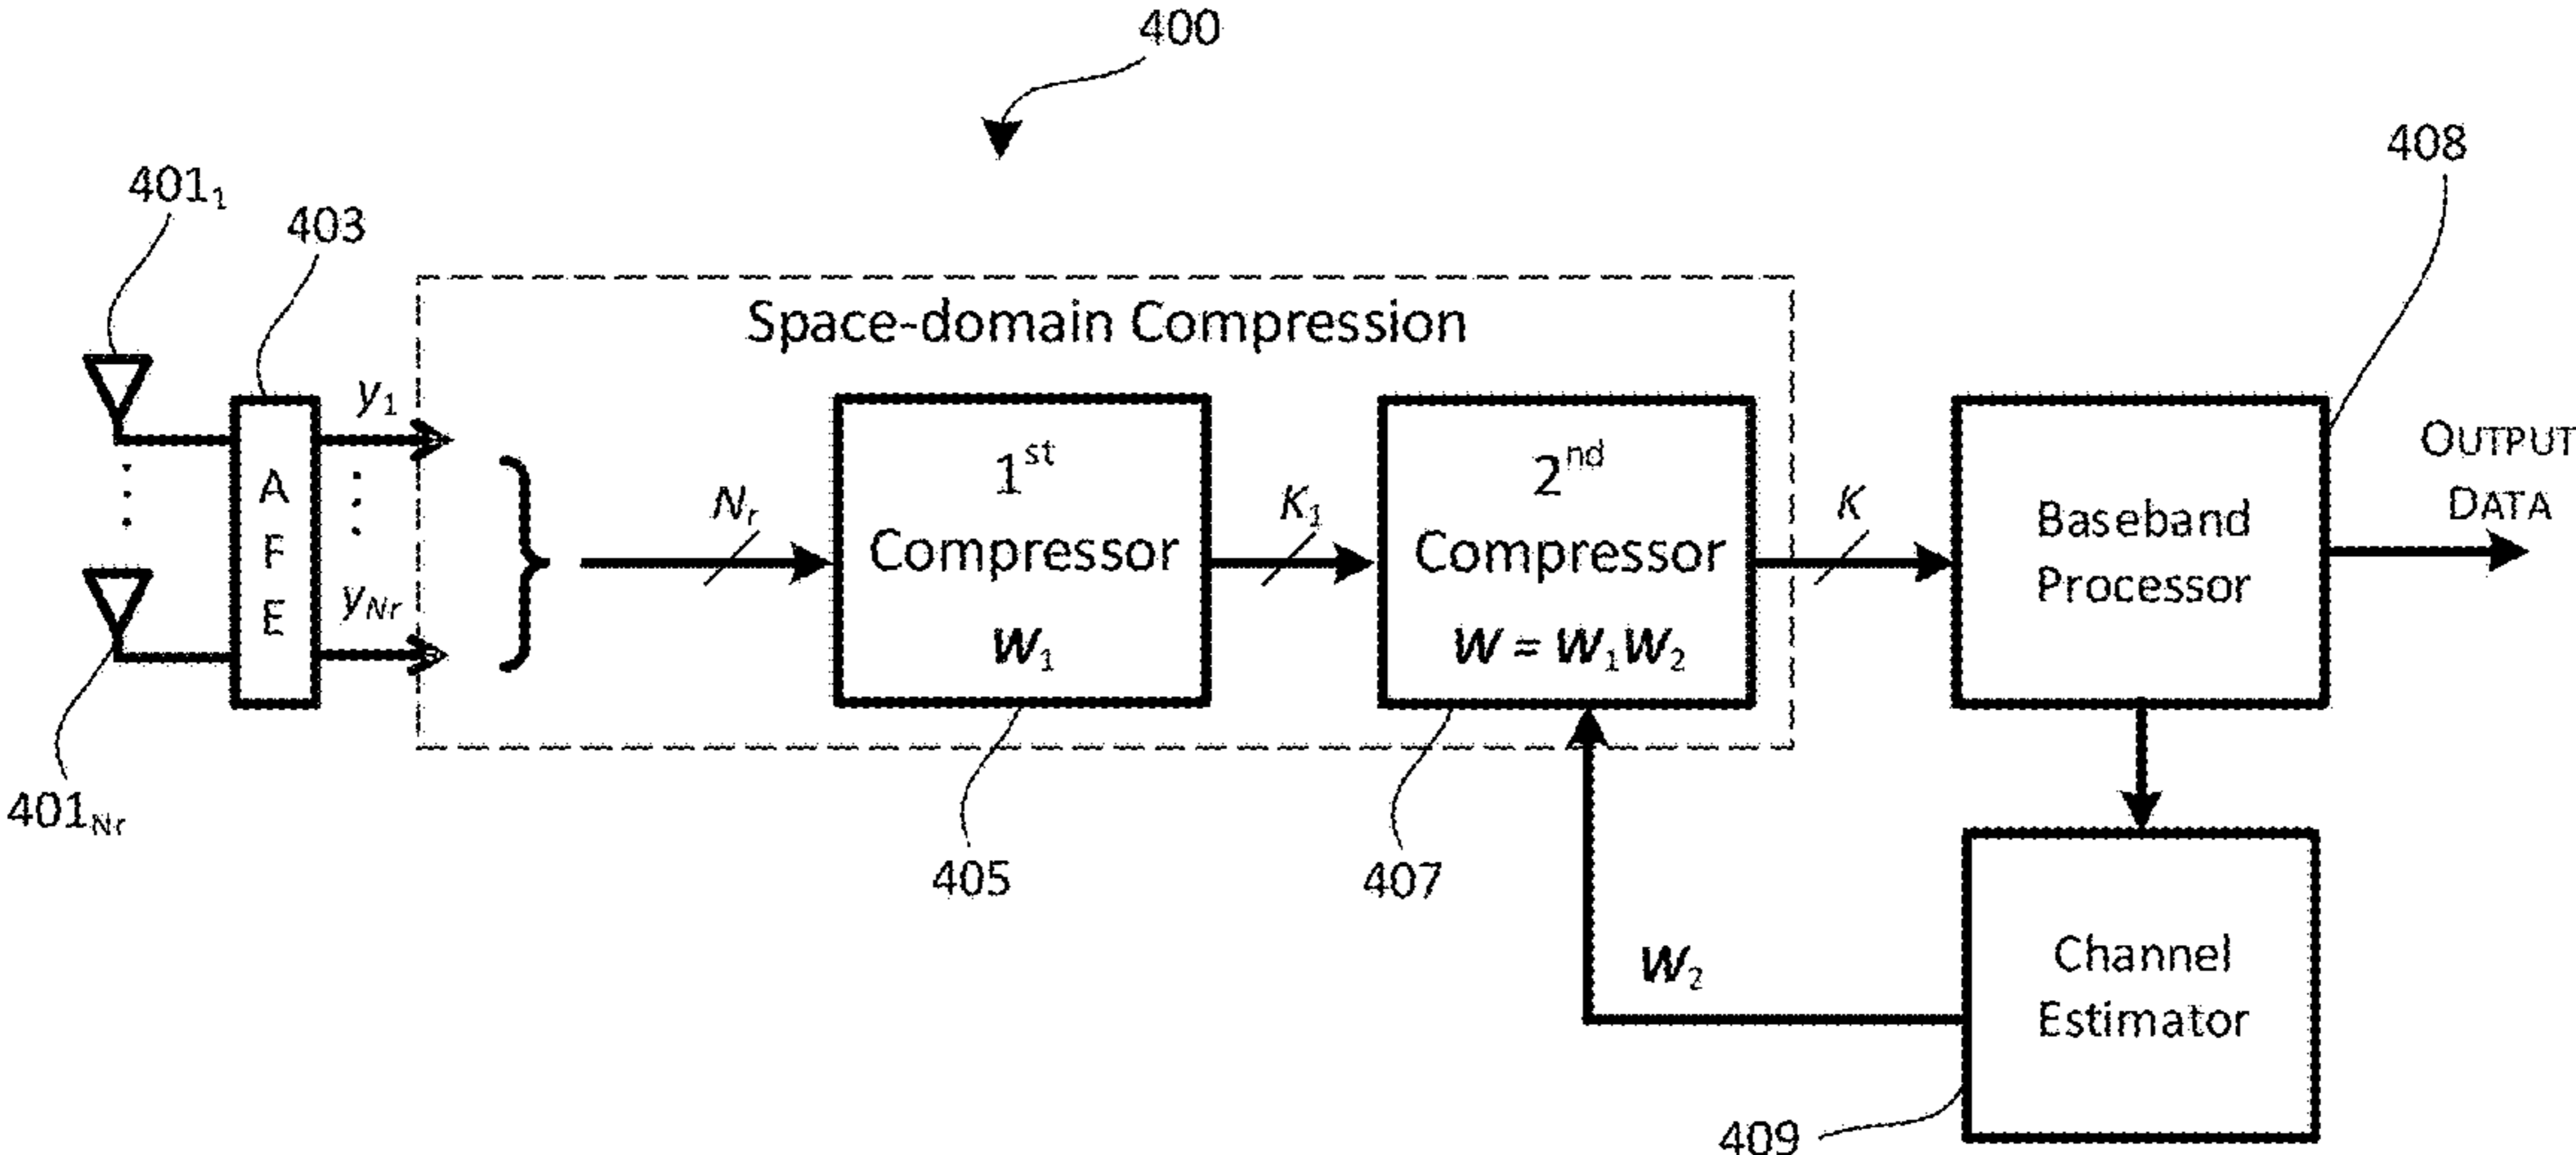 400
408
401₁
403
Space-domain Compression
y₁
A
F
E
y_Nr
N_r
1st
Compressor
W₁
K₁
2nd
Compressor
W = W₁W₂
K
Baseband
Processor
OUTPUT
DATA
401_Nr
405
407
W₂
Channel
Estimator
409